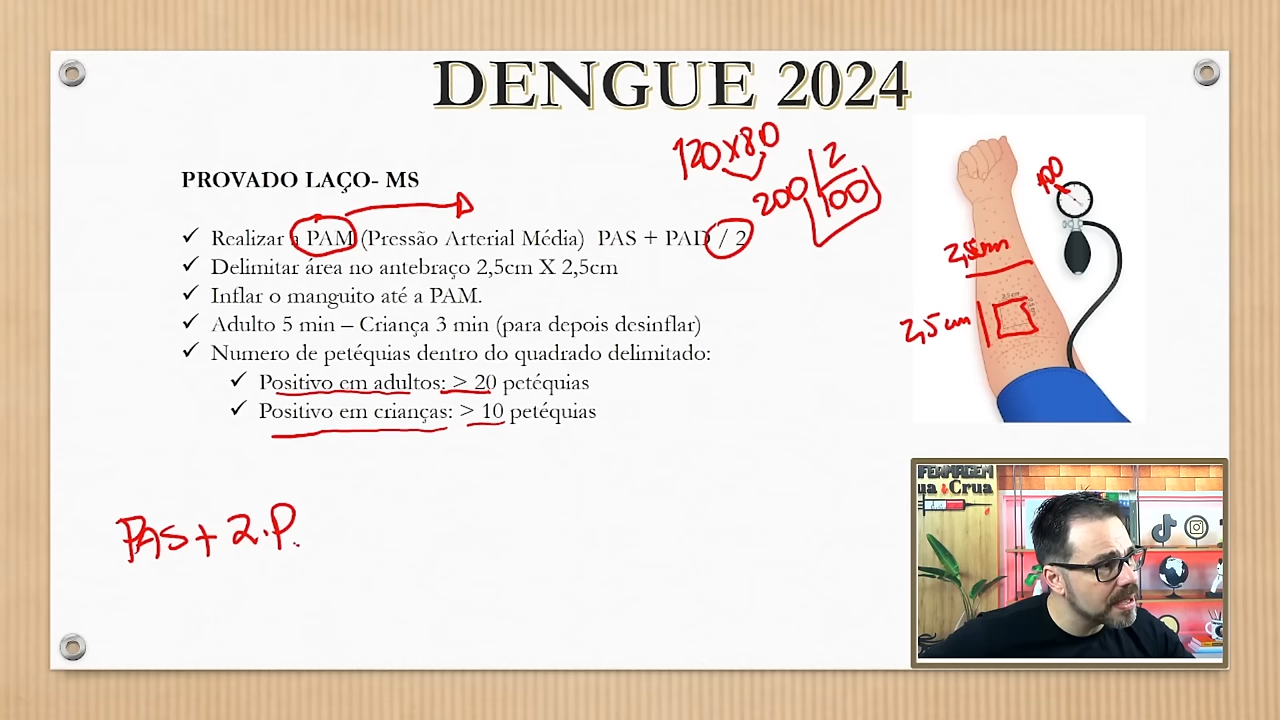 DENGUE 2024
PROVADO LAÇO- MS
120x80
200 2
100
100
✓ Realizar a PAM (Pressão Arterial Média) PAS + PAD / 2
✓ Delimitar área no antebraço 2,5cm X 2,5cm
✓ Inflar o manguito até a PAM.
✓ Adulto 5 min – Criança 3 min (para depois desinflar)
✓ Numero de petéquias dentro do quadrado delimitado:
✓ Positivo em adultos: > 20 petéquias
✓ Positivo em crianças: > 10 petéquias
2,5cm
2,5cm
PAS + 2.P
FERMAGEM
ua Crua